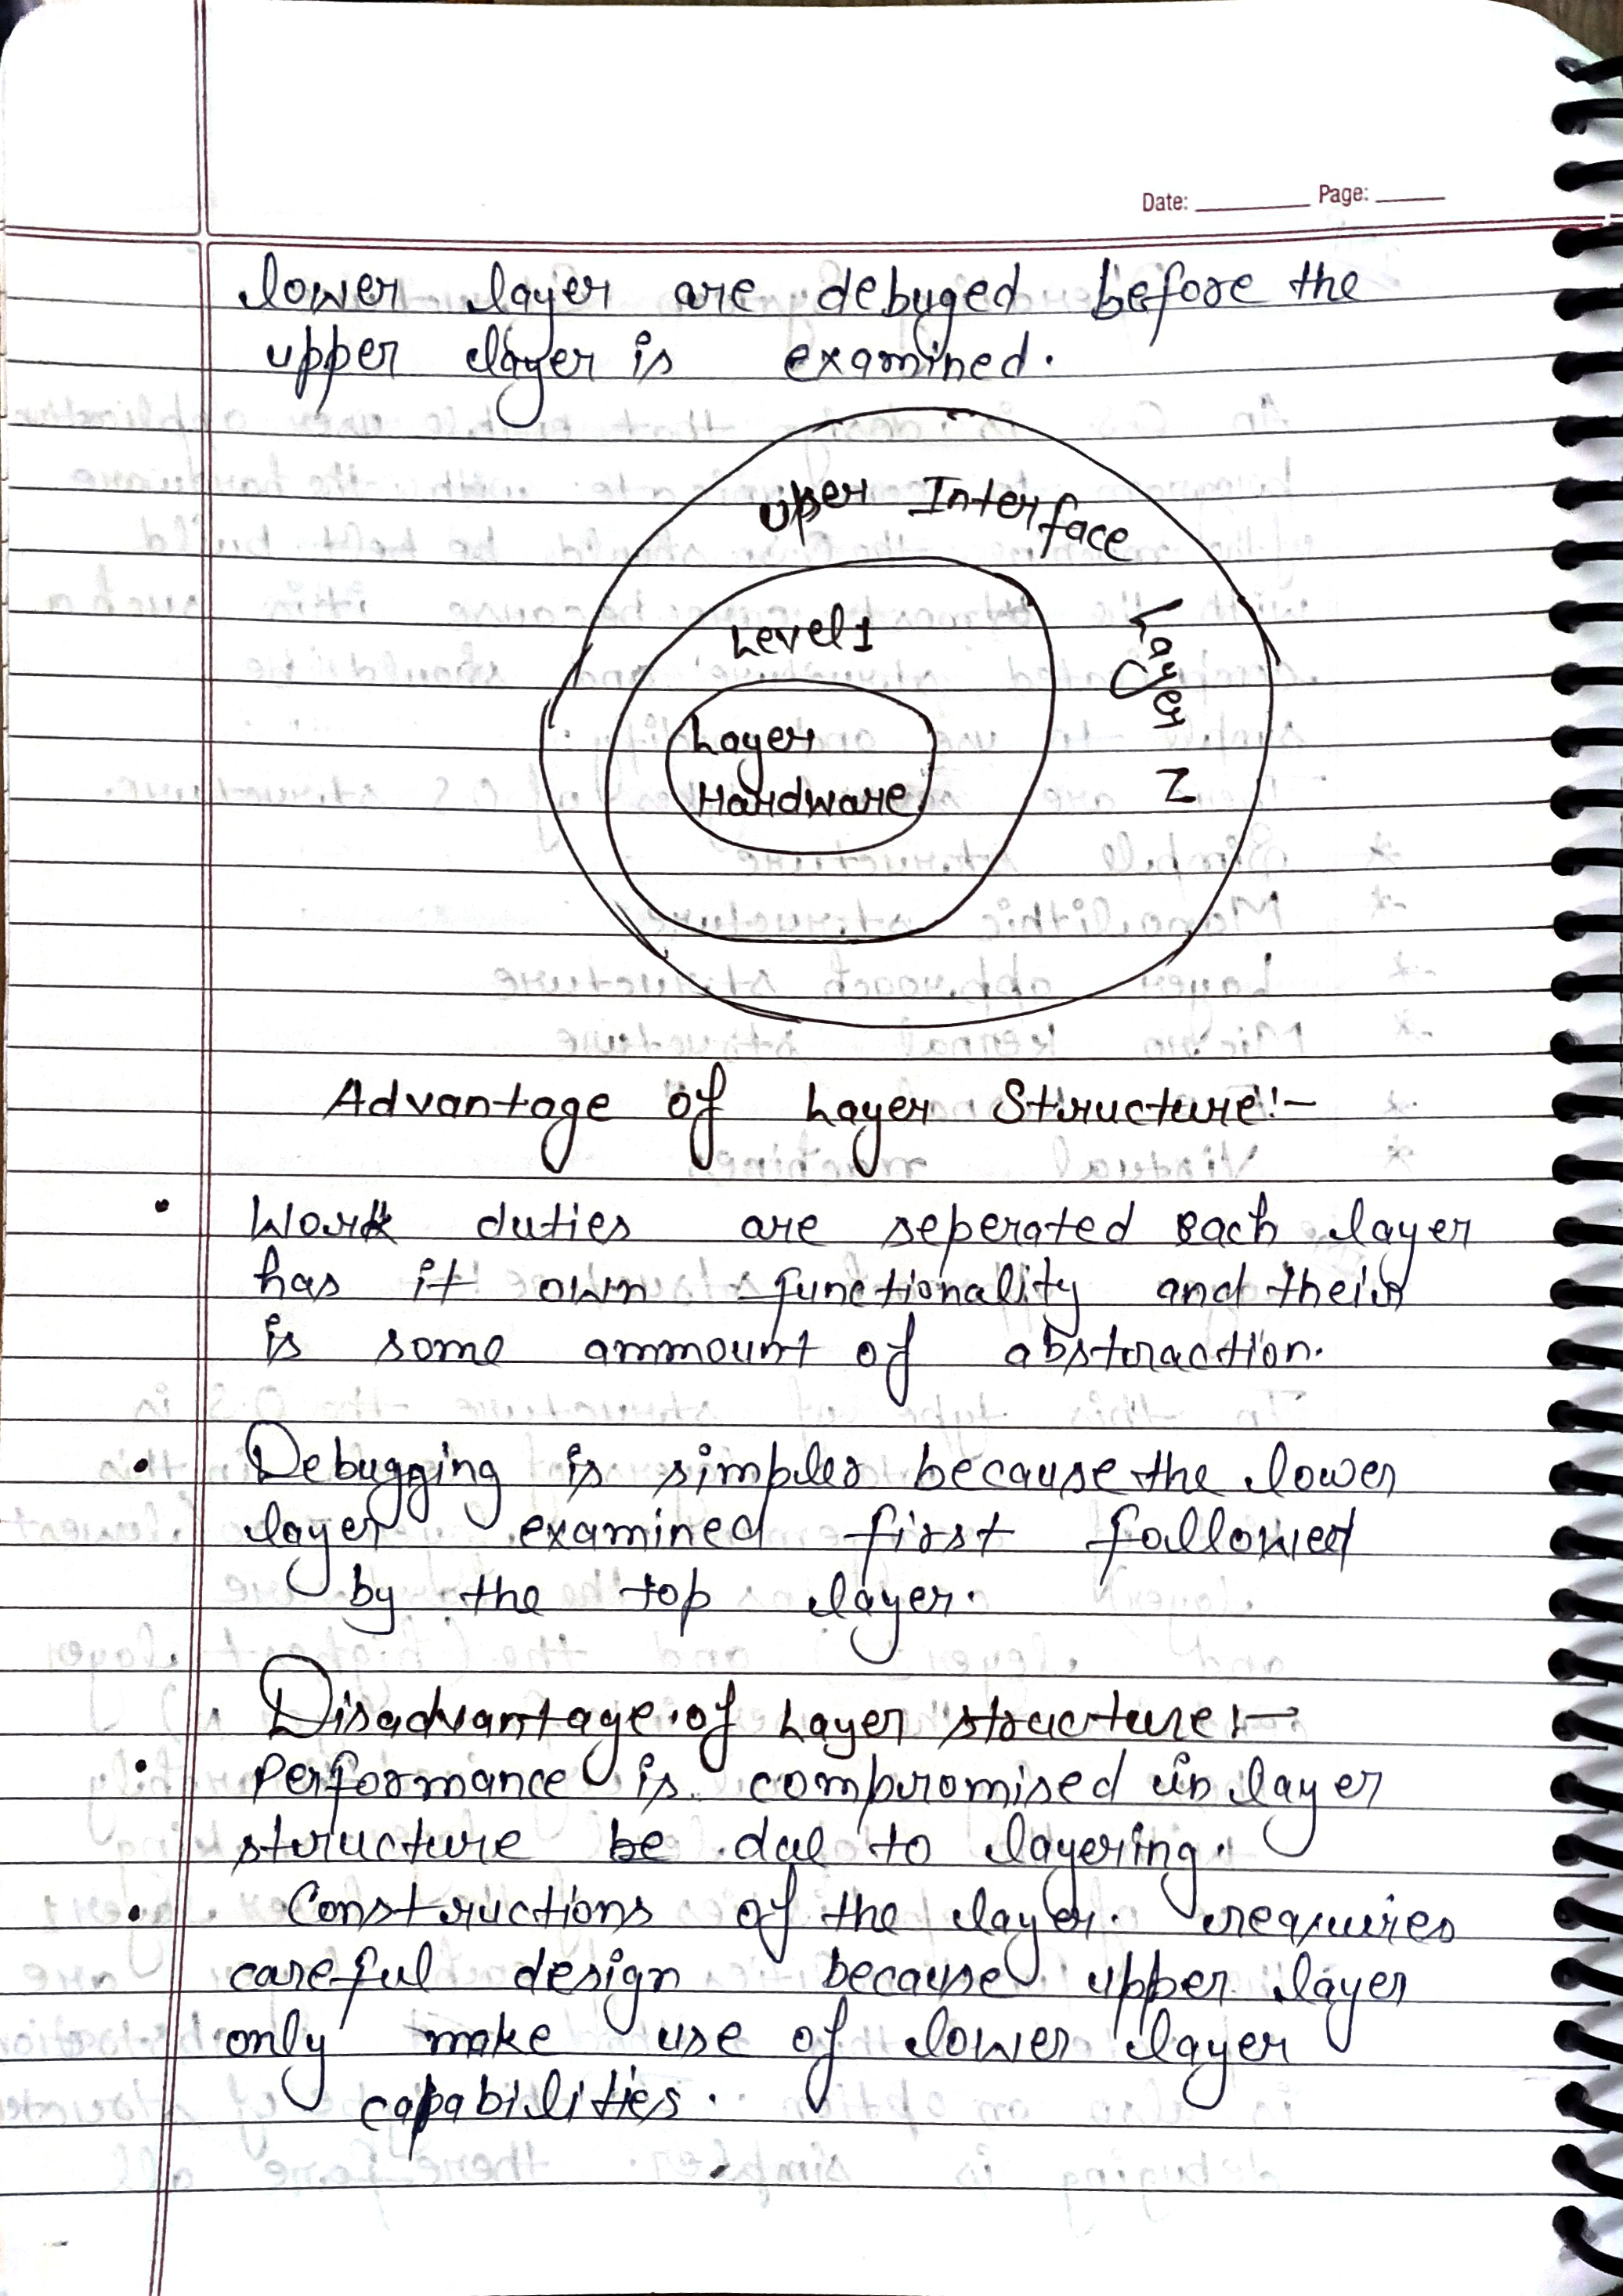 Date: Page:
lower layer are debuged before the
upper layer is examined.
Upser Interface
Level 1
Layer
Hardware
Layer Z
Advantage of Layer Structure:-
• Work duties are seperated each layer
has it own functionality and their
is some ammount of abstraction.
• Debugging is simples because the lower
layer examined first followed
by the top layer.
Disadvantage of Layer structure:-
• Performance is compromised in layer
structure be due to layering.
• Constructions of the layer. requires
careful design because upper layer
only make use of lower layer
capabilities.